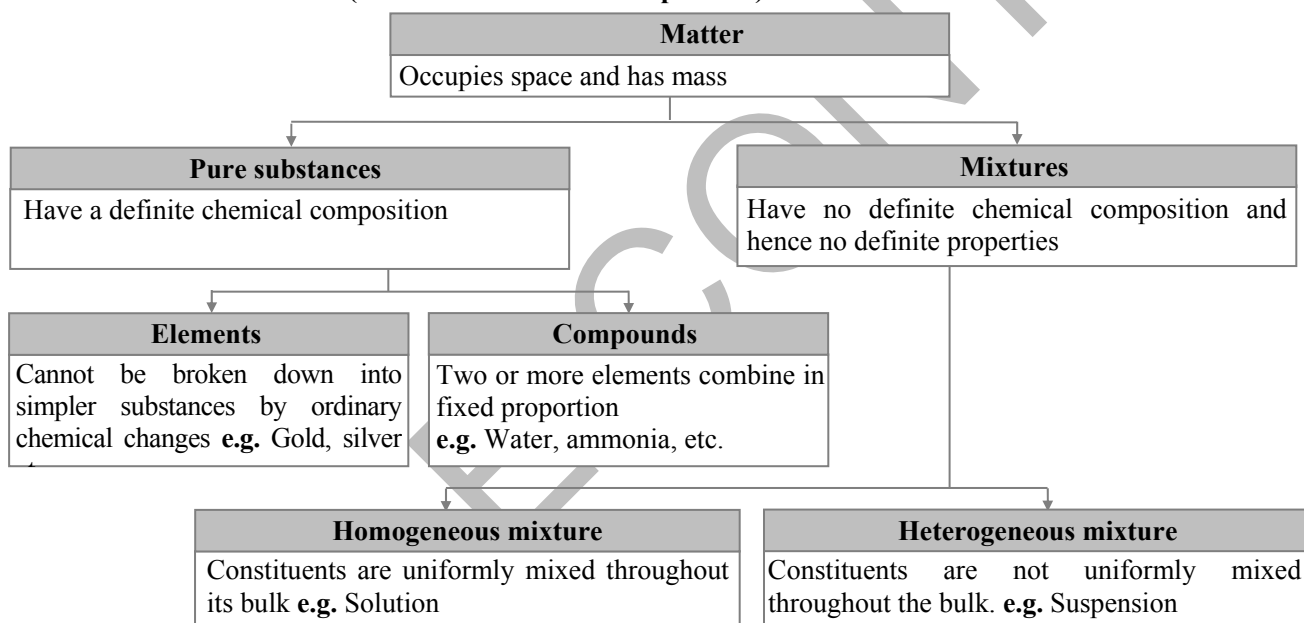 Matter
Occupies space and has mass
Pure substances
Have a definite chemical composition
Mixtures
Have no definite chemical composition and
hence no definite properties
Elements
Cannot be broken down into
simpler substances by ordinary
chemical changes e.g. Gold, silver
Compounds
Two or more elements combine in
fixed proportion
e.g. Water, ammonia, etc.
Homogeneous mixture
Constituents are uniformly mixed throughout
its bulk e.g. Solution
Heterogeneous mixture
Constituents are not uniformly mixed
throughout the bulk. e.g. Suspension